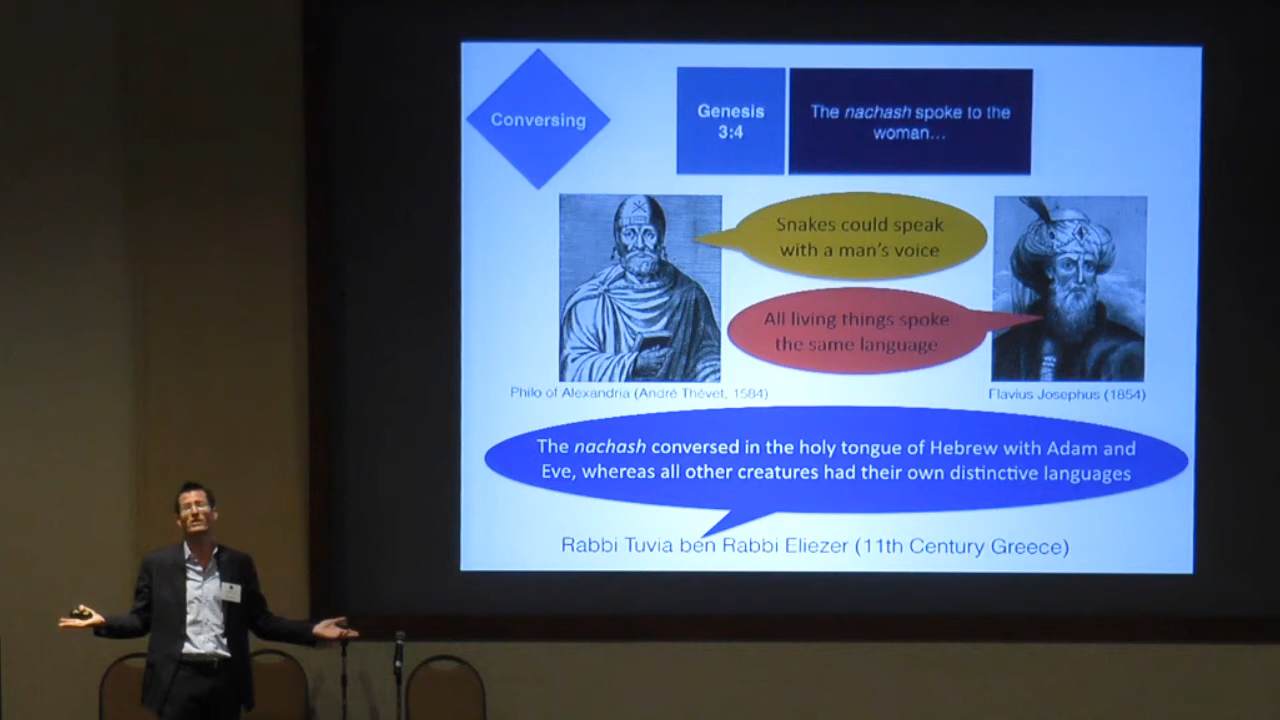 Conversing
Genesis
3:4
The nachash spoke to the
woman...
Snakes could speak
with a man's voice
All living things spoke
the same language
Philo of Alexandria (André Thévet, 1584)
Flavius Josephus (1854)
The nachash conversed in the holy tongue of Hebrew with Adam and
Eve, whereas all other creatures had their own distinctive languages
Rabbi Tuvia ben Rabbi Eliezer (11th Century Greece)